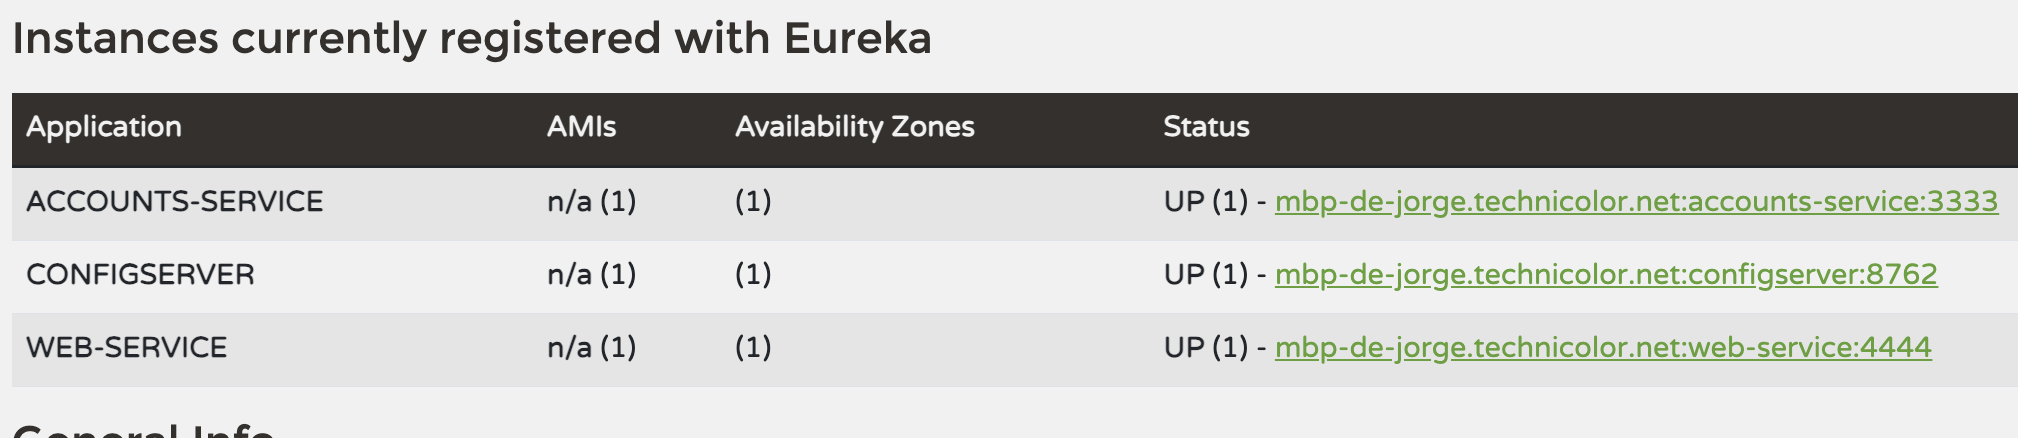 Instances currently registered with Eureka
Application AMIs Availability Zones Status
ACCOUNTS-SERVICE n/a (1) (1) UP (1) - mbp-de-jorge.technicolor.net:accounts-service:3333
CONFIGSERVER n/a (1) (1) UP (1) - mbp-de-jorge.technicolor.net:configserver:8762
WEB-SERVICE n/a (1) (1) UP (1) - mbp-de-jorge.technicolor.net:web-service:4444
General Info